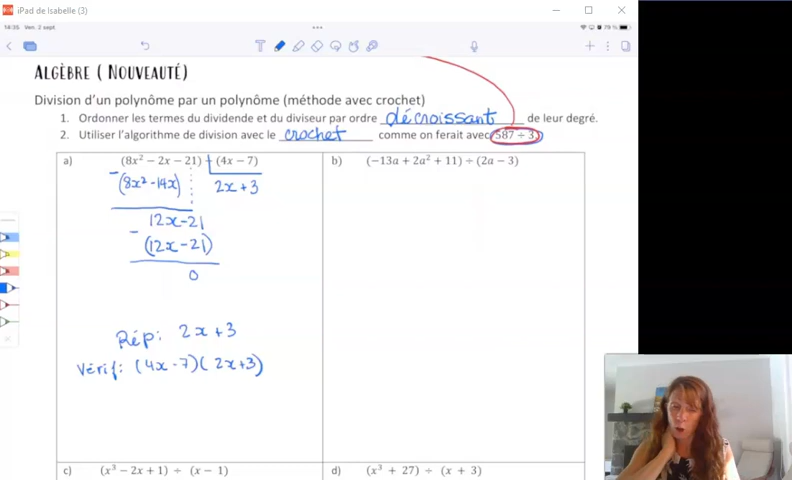 iPad de Isabelle (3)
14:35 Ven. 2 sept
79 %
ALGÈBRE ( NOUVEAUTÉ)
Division d'un polynôme par un polynôme (méthode avec crochet)
1. Ordonner les termes du dividende et du diviseur par ordre décroissant de leur degré.
2. Utiliser l'algorithme de division avec le crochet comme on ferait avec 587 ÷ 3
a) (8x² − 2x − 21) ÷ (4x − 7)
−(8x² -14x) 2x + 3
12x -21
− (12x -21)
0
Rép: 2x +3
Vérif: (4x -7)( 2x+3)
b) (−13a + 2a² + 11) ÷ (2a − 3)
c) (x³ − 2x + 1) ÷ (x − 1)
d) (x³ + 27) ÷ (x + 3)